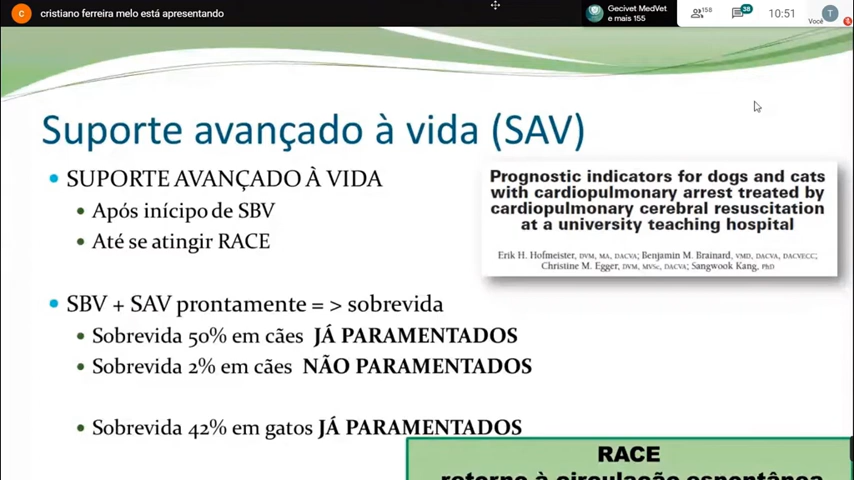 C
cristiano ferreira melo está apresentando
Gecivet MedVet
e mais 155
158
38
10:51
Você
T
Suporte avançado à vida (SAV)
• SUPORTE AVANÇADO À VIDA
• Após inícipo de SBV
• Até se atingir RACE
Prognostic indicators for dogs and cats
with cardiopulmonary arrest treated by
cardiopulmonary cerebral resuscitation
at a university teaching hospital
Erik H. Hofmeister, DVM, MA, DACVA; Benjamin M. Brainard, VMD, DACVA, DACVECC;
Christine M. Egger, DVM, MVSc, DACVA; Sangwook Kang, PhD
• SBV + SAV prontamente = > sobrevida
• Sobrevida 50% em cães JÁ PARAMENTADOS
• Sobrevida 2% em cães NÃO PARAMENTADOS
• Sobrevida 42% em gatos JÁ PARAMENTADOS
RACE
retorno à circulação espontânea